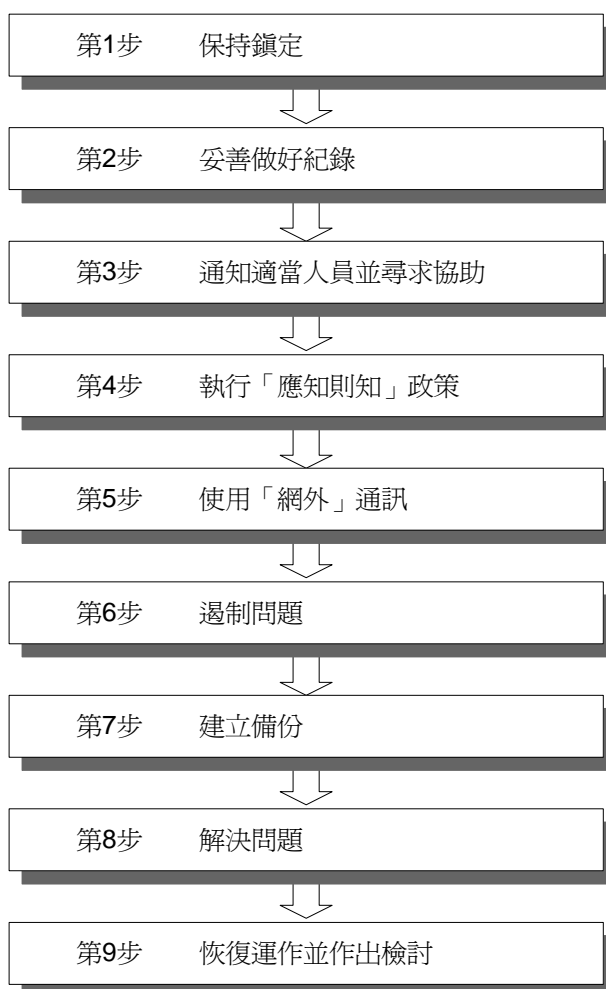 第1步 保持鎮定
第2步 妥善做好紀錄
第3步 通知適當人員並尋求協助
第4步 執行「應知則知」政策
第5步 使用「網外」通訊
第6步 遏制問題
第7步 建立備份
第8步 解決問題
第9步 恢復運作並作出檢討